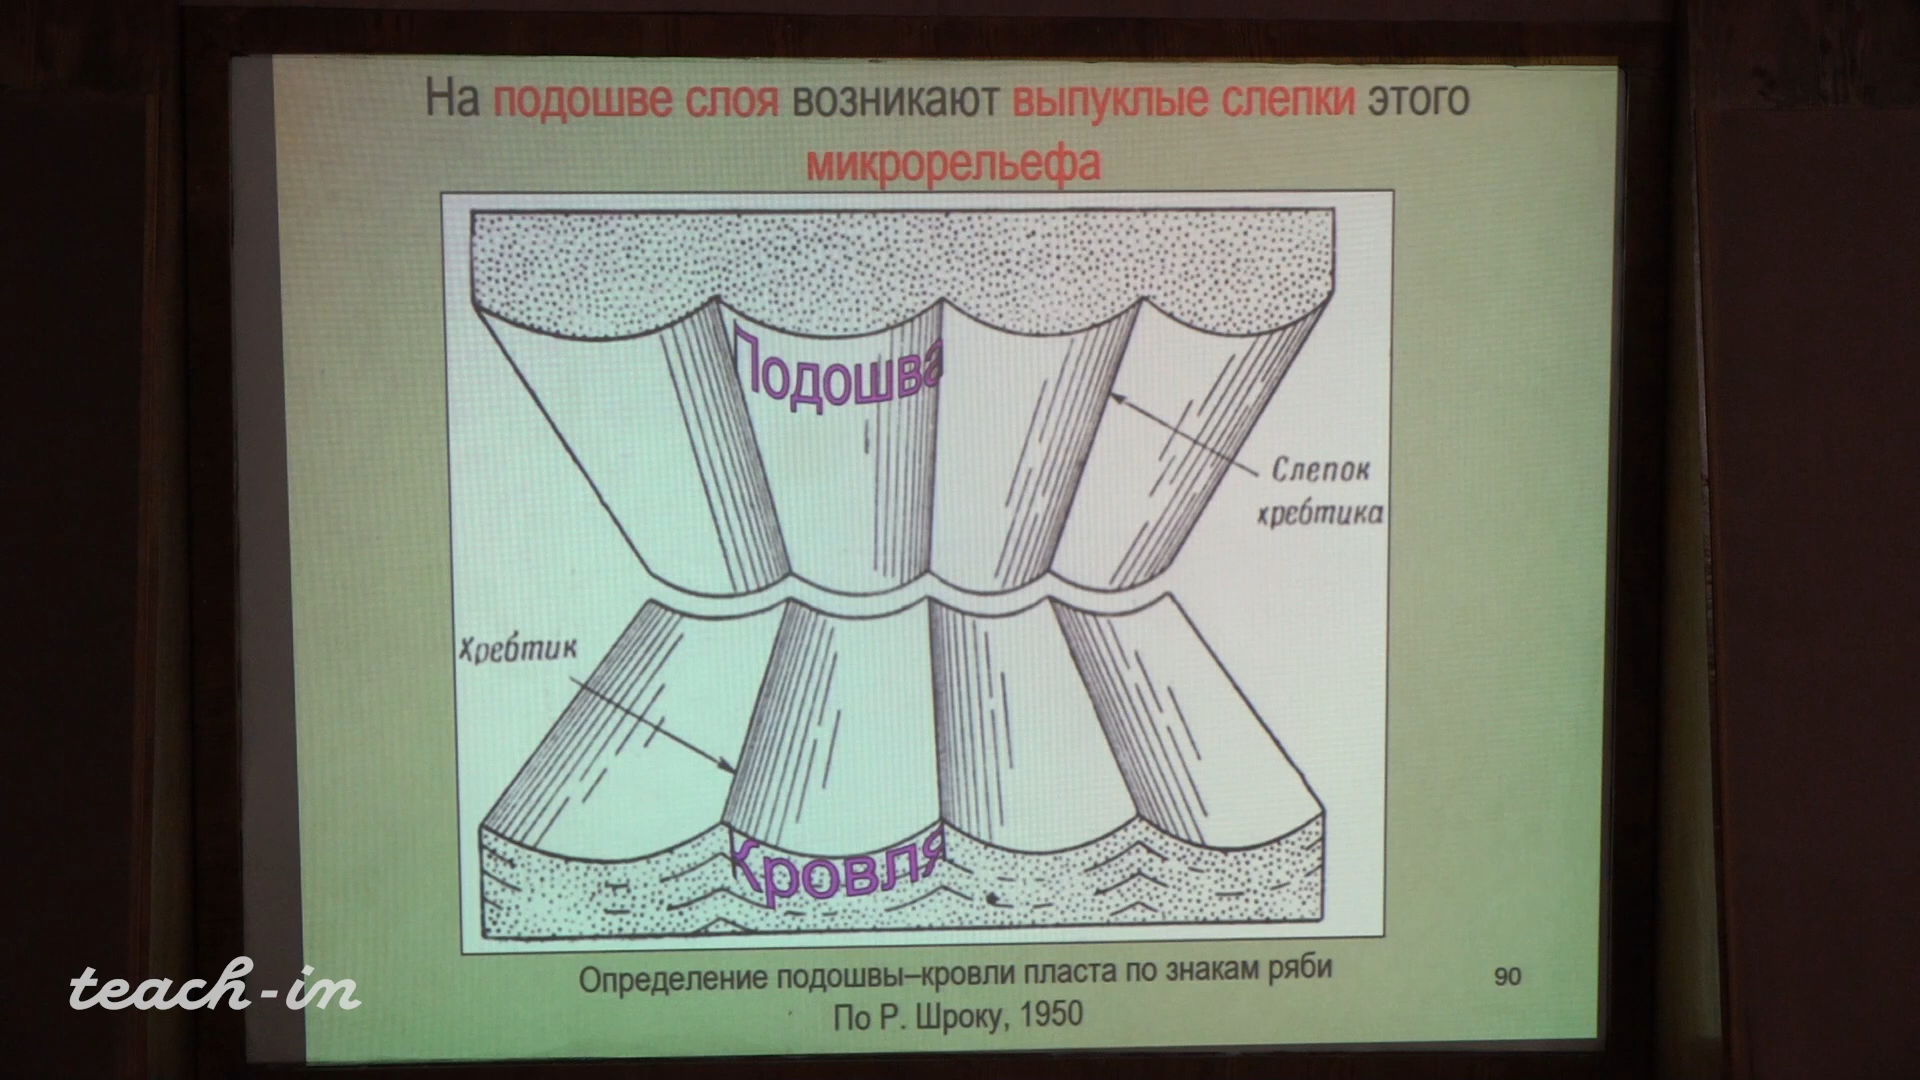 На подошве слоя возникают выпуклые слепки этого
микрорельефа
Подошва
Слепок
хребтика
Хребтик
Кровля
Определение подошвы–кровли пласта по знакам ряби
По Р. Шроку, 1950
90
teach-in